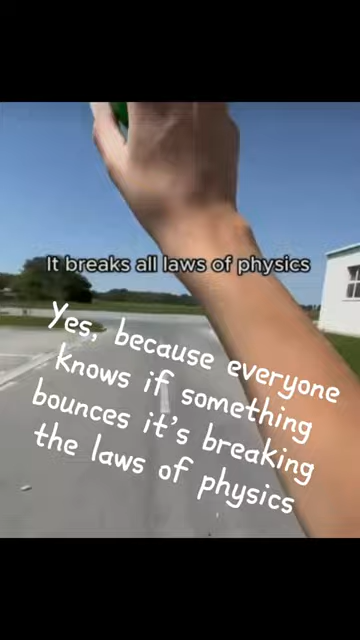 It breaks all laws of physics
Yes, because everyone
knows if something
bounces it's breaking
the laws of physics